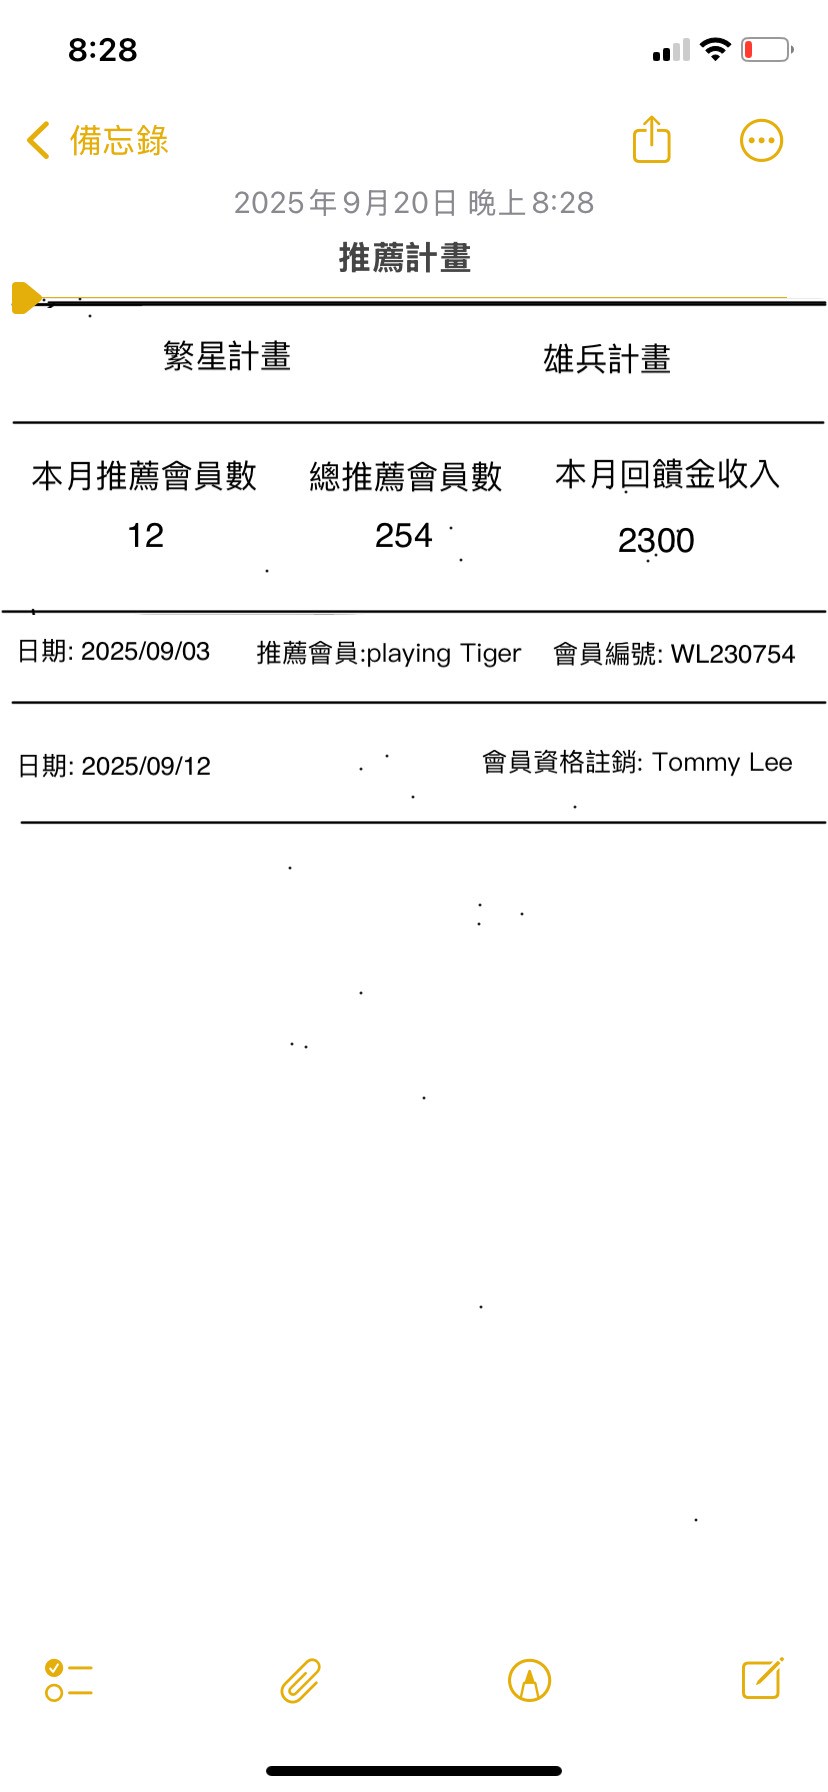 8:28
備忘錄
2025年9月20日 晚上8:28
推薦計畫
繁星計畫 雄兵計畫
本月推薦會員數 總推薦會員數 本月回饋金收入
12 254 2300
日期: 2025/09/03 推薦會員:playing Tiger 會員編號: WL230754
日期: 2025/09/12 會員資格註銷: Tommy Lee